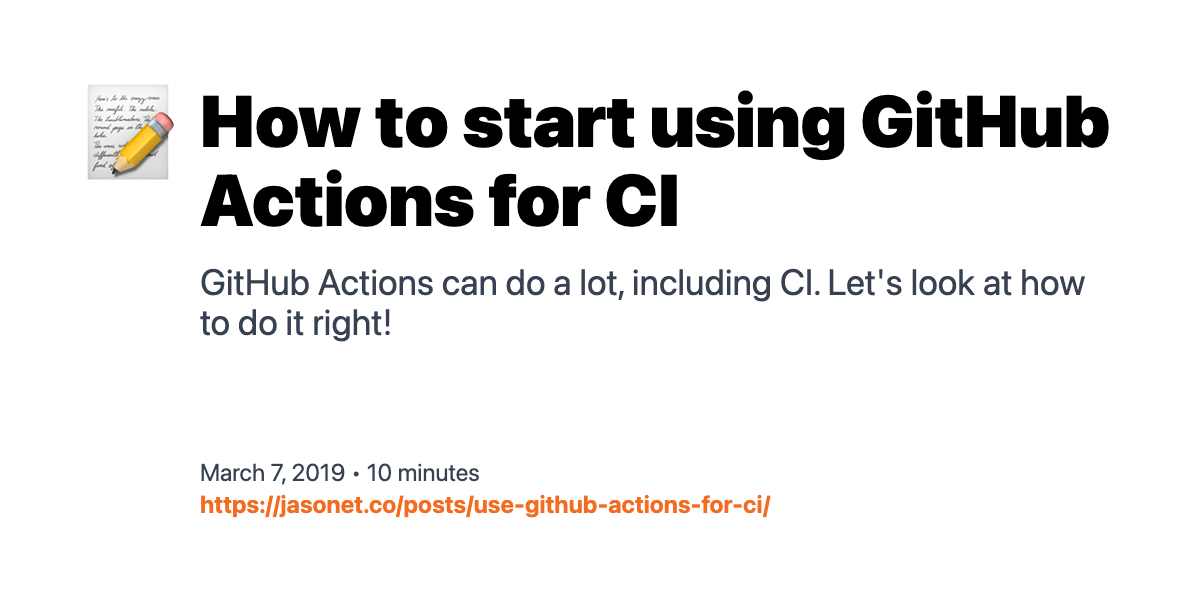 How to start using GitHub
Actions for CI
GitHub Actions can do a lot, including CI. Let's look at how
to do it right!
March 7, 2019 • 10 minutes
https://jasonet.co/posts/use-github-actions-for-ci/